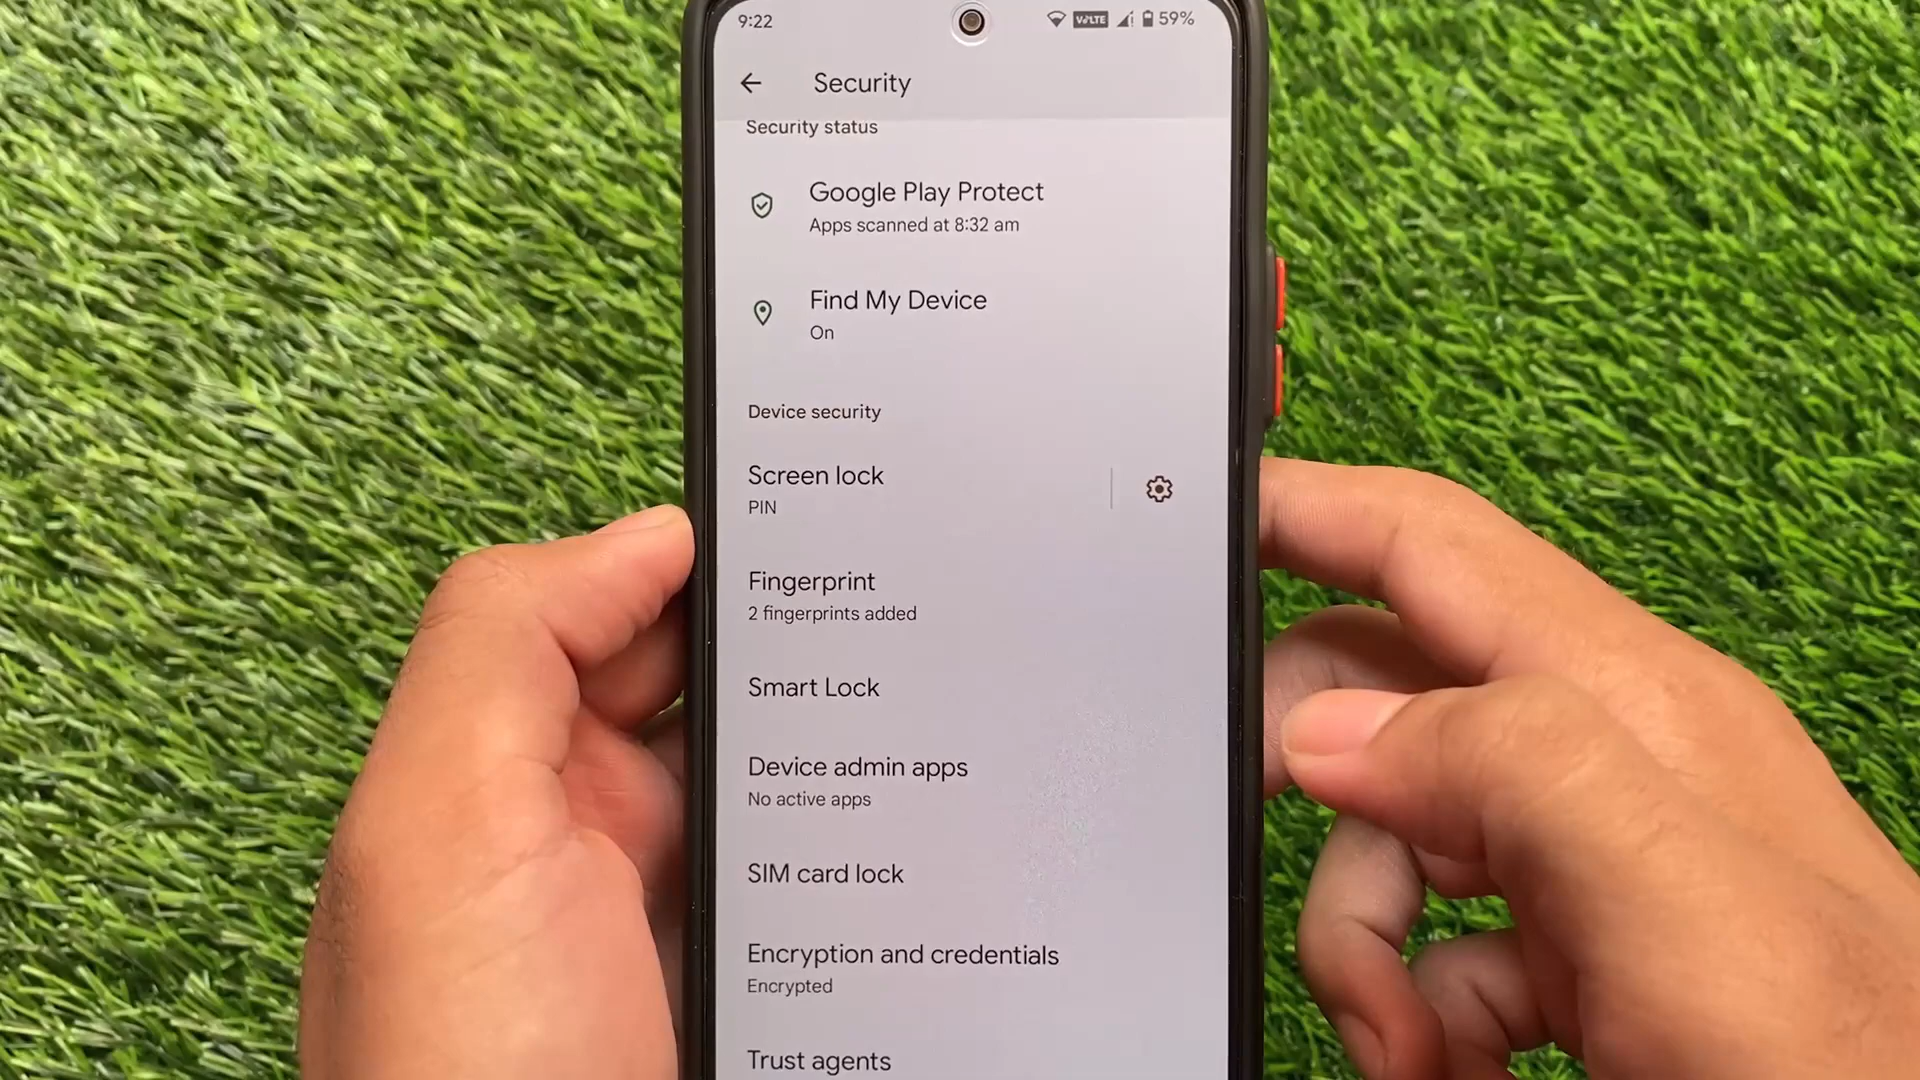 9:22
VoLTE
59%
Security
Security status
Google Play Protect
Apps scanned at 8:32 am
Find My Device
On
Device security
Screen lock
PIN
Fingerprint
2 fingerprints added
Smart Lock
Device admin apps
No active apps
SIM card lock
Encryption and credentials
Encrypted
Trust agents